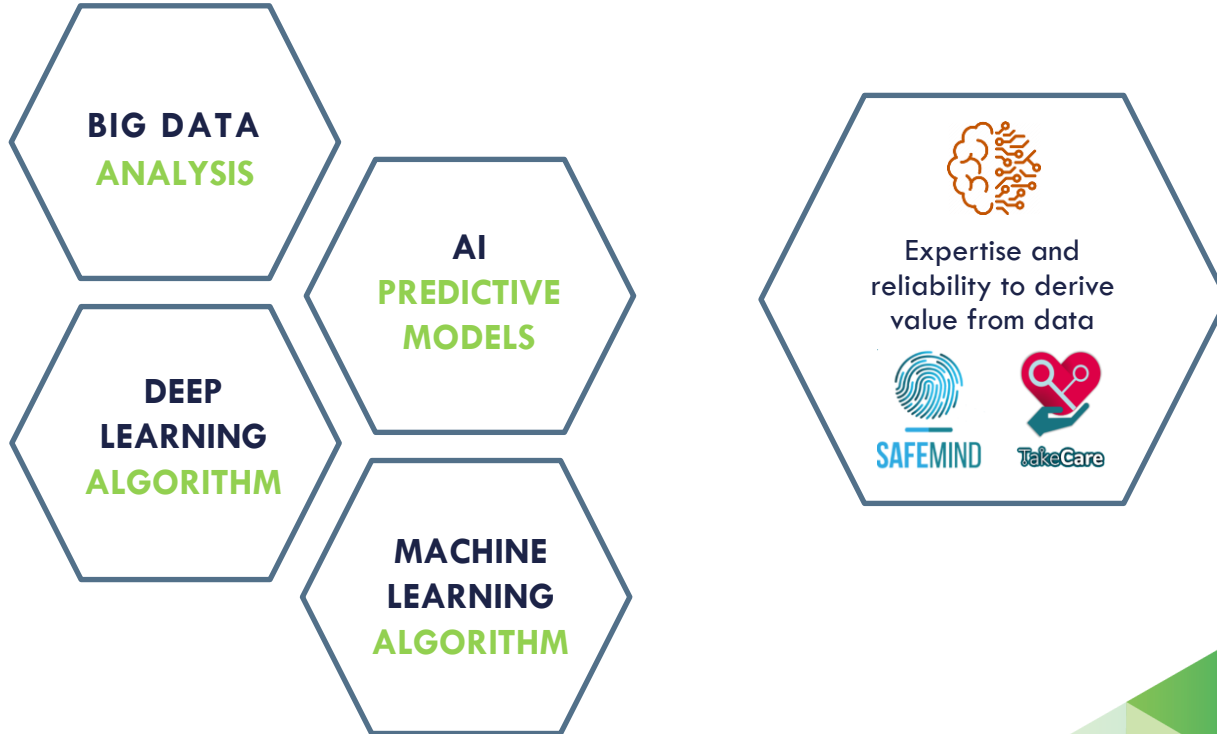 BIG DATA
ANALYSIS
AI
PREDICTIVE
MODELS
DEEP
LEARNING
ALGORITHM
MACHINE
LEARNING
ALGORITHM
Expertise and
reliability to derive
value from data
SAFEMIND
TakeCare